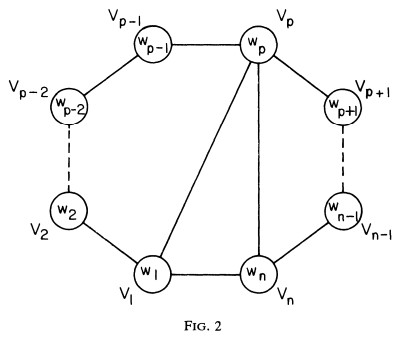 V_{p-1} V_p
w_{p-1} w_p
V_{p-2} V_{p+1}
w_{p-2} w_{p+1}
w_2 w_{n-1}
V_2 V_{n-1}
w_1 w_n
V_1 V_n
FIG. 2